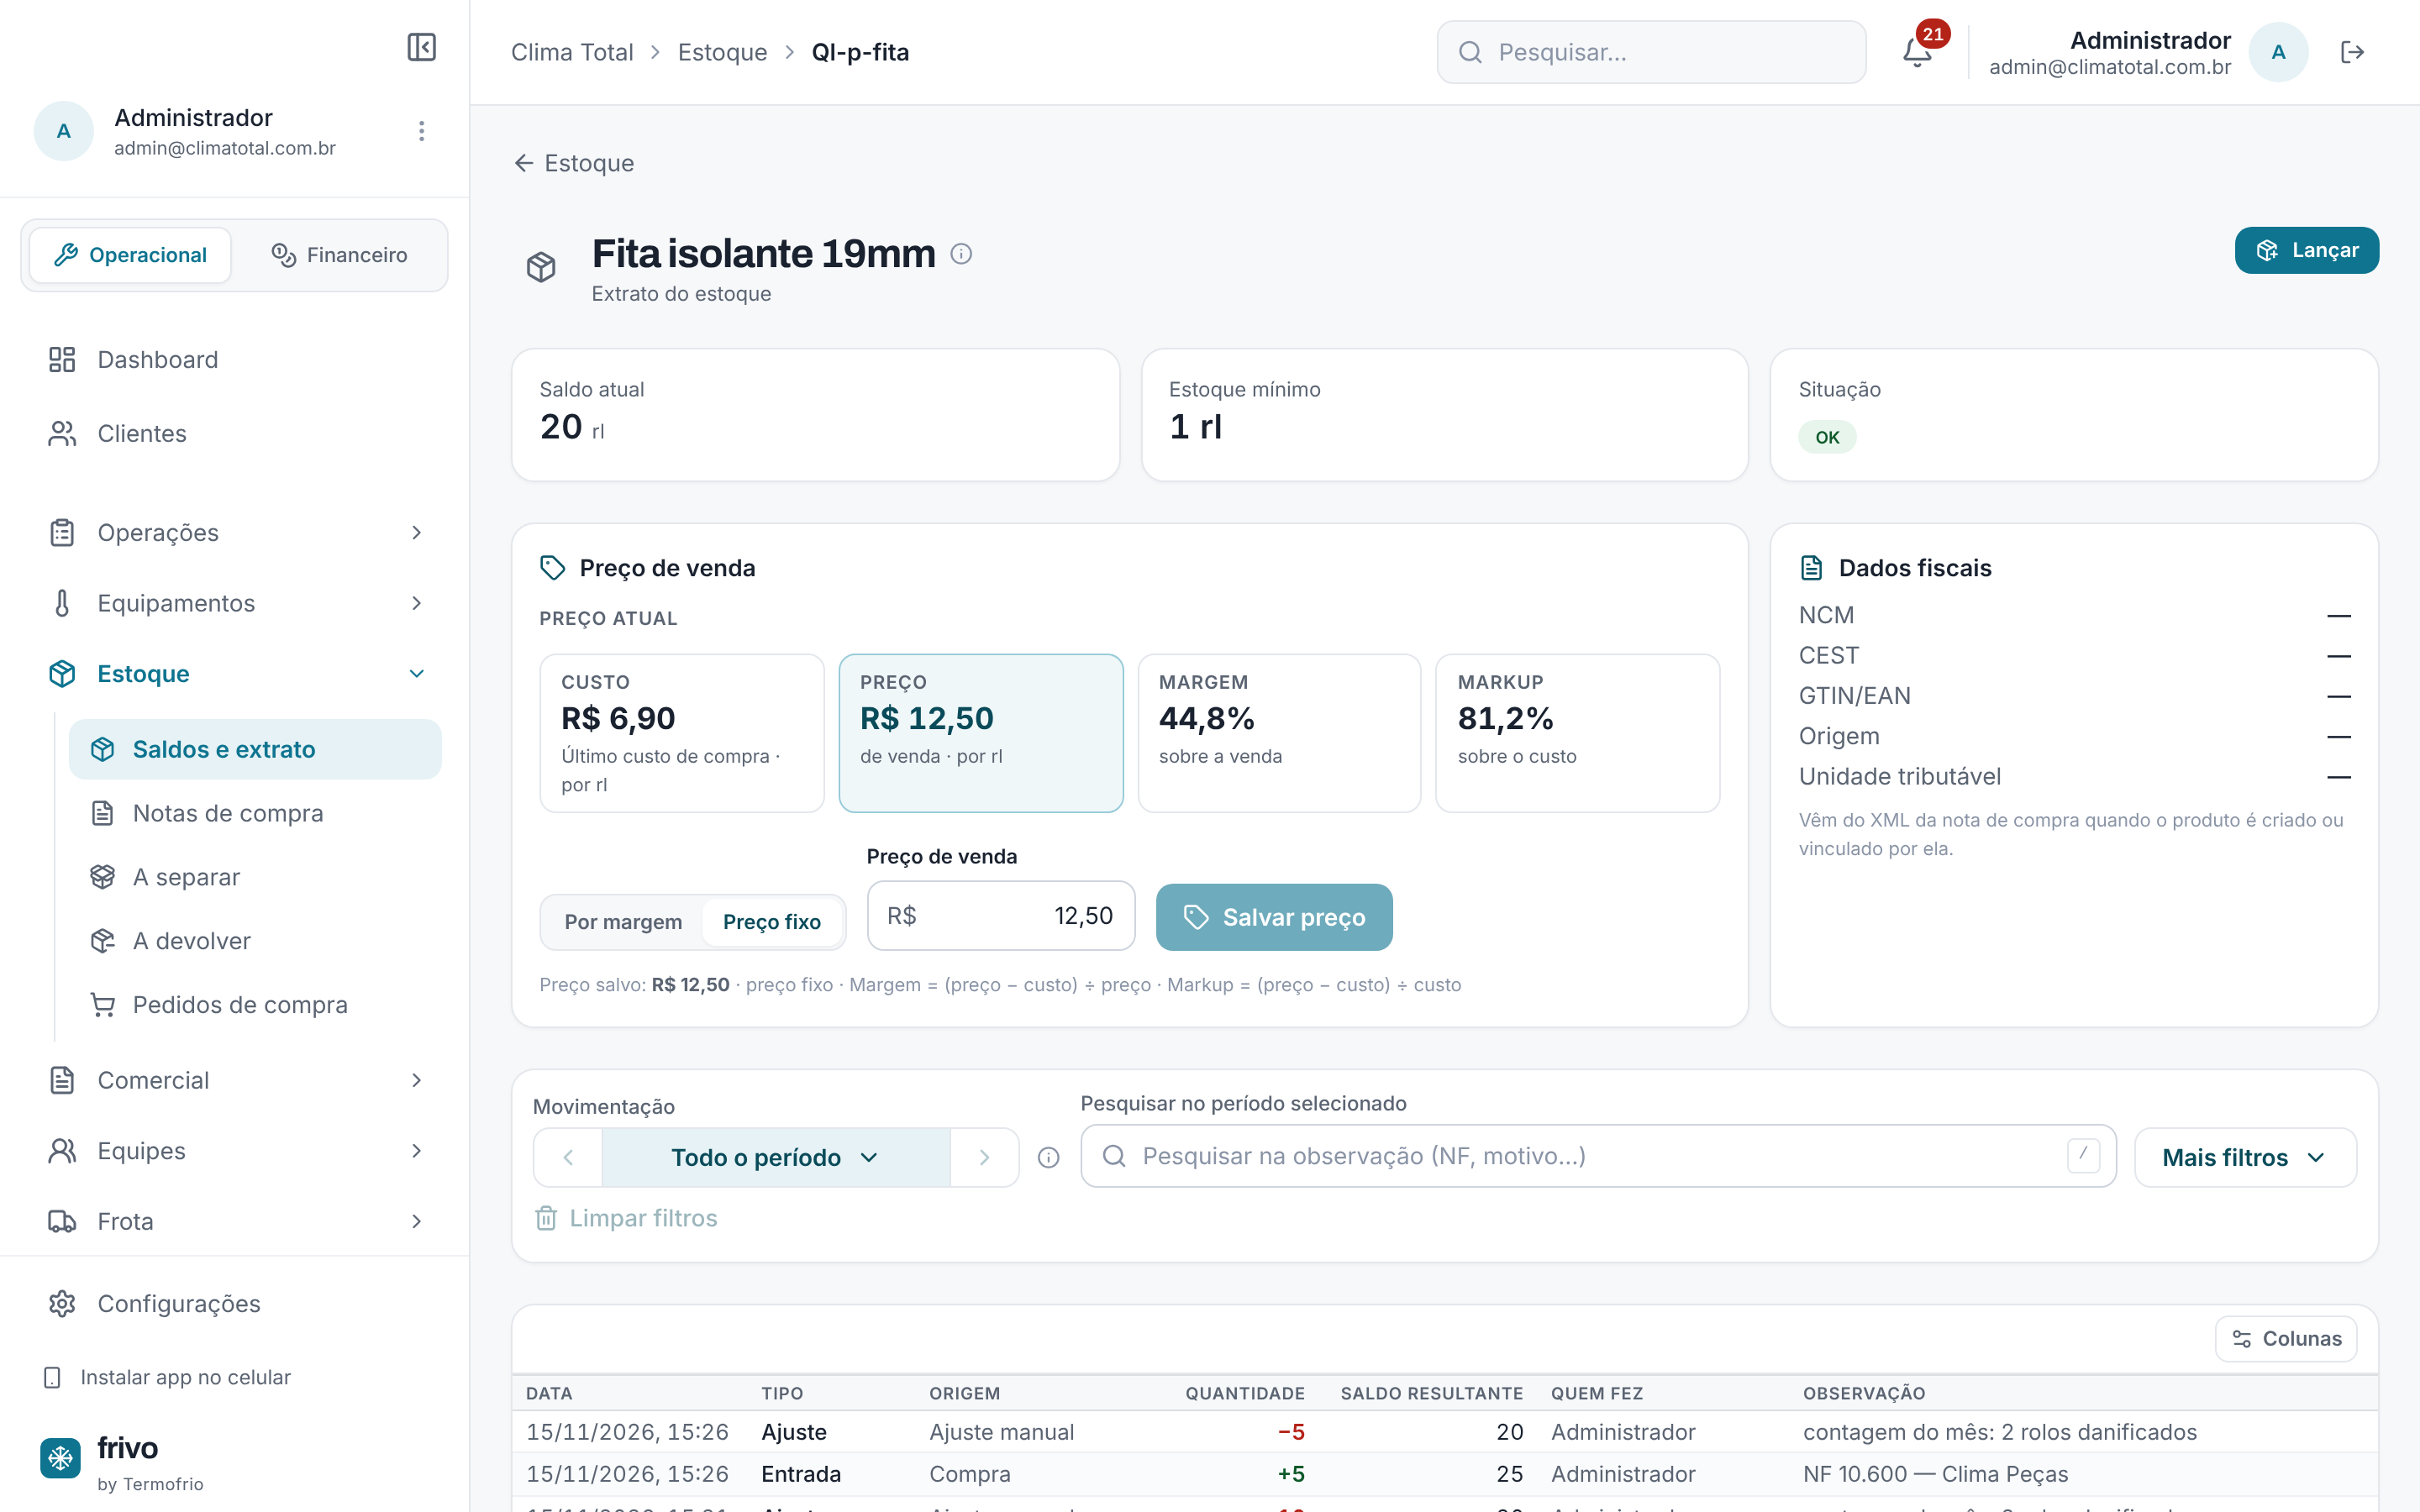 Administrador
admin@climatotal.com.br
Operacional
Financeiro
Dashboard
Clientes
Operações
Equipamentos
Estoque
Saldos e extrato
Notas de compra
A separar
A devolver
Pedidos de compra
Comercial
Equipes
Frota
Configurações
Instalar app no celular
frivo
by Termofrio
Clima Total > Estoque > Ql-p-fita
Pesquisar...
21
Administrador
admin@climatotal.com.br
A
A
← Estoque
Fita isolante 19mm
Extrato do estoque
Lançar
Saldo atual
20 rl
Estoque mínimo
1 rl
Situação
OK
Preço de venda
PREÇO ATUAL
CUSTO
R$ 6,90
Último custo de compra ·
por rl
PREÇO
R$ 12,50
de venda · por rl
MARGEM
44,8%
sobre a venda
MARKUP
81,2%
sobre o custo
Preço de venda
Por margem
Preço fixo
R$ 12,50
Salvar preço
Preço salvo: R$ 12,50 · preço fixo · Margem = (preço − custo) ÷ preço · Markup = (preço − custo) ÷ custo
Dados fiscais
NCM —
CEST —
GTIN/EAN —
Origem —
Unidade tributável —
Vêm do XML da nota de compra quando o produto é criado ou
vinculado por ela.
Movimentação
Todo o período
Pesquisar no período selecionado
Pesquisar na observação (NF, motivo...)
/
Mais filtros
Limpar filtros
Colunas
DATA TIPO ORIGEM QUANTIDADE SALDO RESULTANTE QUEM FEZ OBSERVAÇÃO
15/11/2026, 15:26 Ajuste Ajuste manual −5 20 Administrador contagem do mês: 2 rolos danificados
15/11/2026, 15:26 Entrada Compra +5 25 Administrador NF 10.600 — Clima Peças